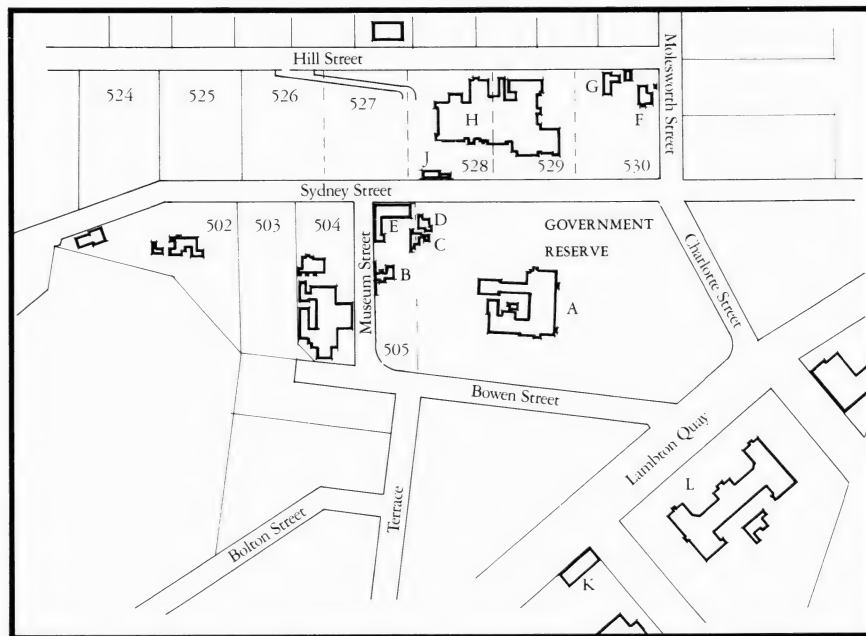 Hill Street
Molesworth Street
524
525
526
527
G
F
H
J
528
529
530
Sydney Street
502
503
504
E
D
C
GOVERNMENT
RESERVE
Museum Street
B
A
Charlotte Street
505
Bowen Street
Lambton Quay
L
Bolton Street
Terrace
K